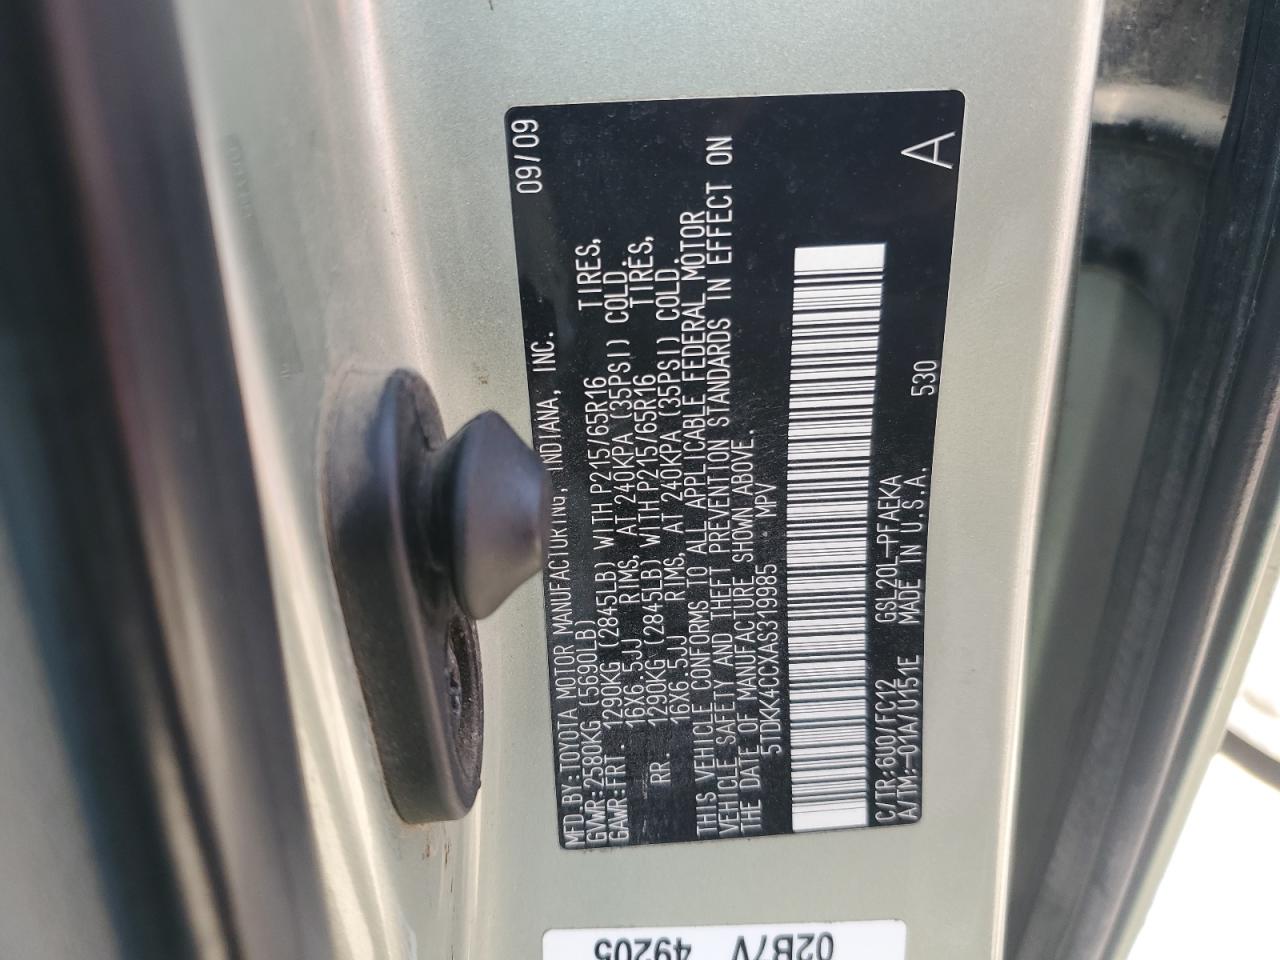 MFD.BY:TOYOTA MOTOR MANUFACTURING, INDIANA, INC. 09/09
GVWR:2580KG (5690LB)
GAWR:FRT. 1290KG (2845LB) WITH P215/65R16 TIRES,
16X6.5JJ RIMS, AT 240KPA (35PSI) COLD.
RR. 1290KG (2845LB) WITH P215/65R16 TIRES,
16X6.5JJ RIMS, AT 240KPA (35PSI) COLD.
THIS VEHICLE CONFORMS TO ALL APPLICABLE FEDERAL MOTOR
VEHICLE SAFETY AND THEFT PREVENTION STANDARDS IN EFFECT ON
THE DATE OF MANUFACTURE SHOWN ABOVE.
5TDKK4CCXAS319985 MPV
C/TR:6U0/FC12 GSL20L-PFAEKA 530
A/TM:-01A/U151E MADE IN U.S.A.
A
02B7V
49205